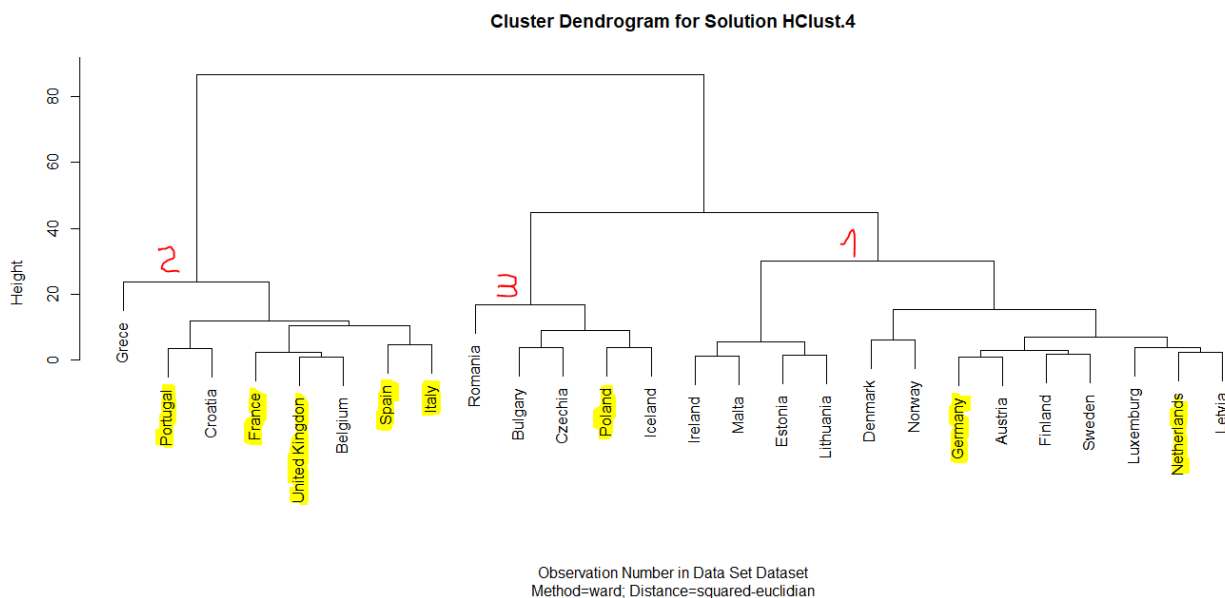 Cluster Dendrogram for Solution HClust.4
80
60
40
20
0
Height
2
3
1
Grece
Portugal
Croatia
France
United Kingdom
Belgium
Spain
Italy
Romania
Bulgary
Czechia
Poland
Iceland
Ireland
Malta
Estonia
Lithuania
Denmark
Norway
Germany
Austria
Finland
Sweden
Luxemburg
Netherlands
Letvia
Observation Number in Data Set Dataset
Method=ward; Distance=squared-euclidian